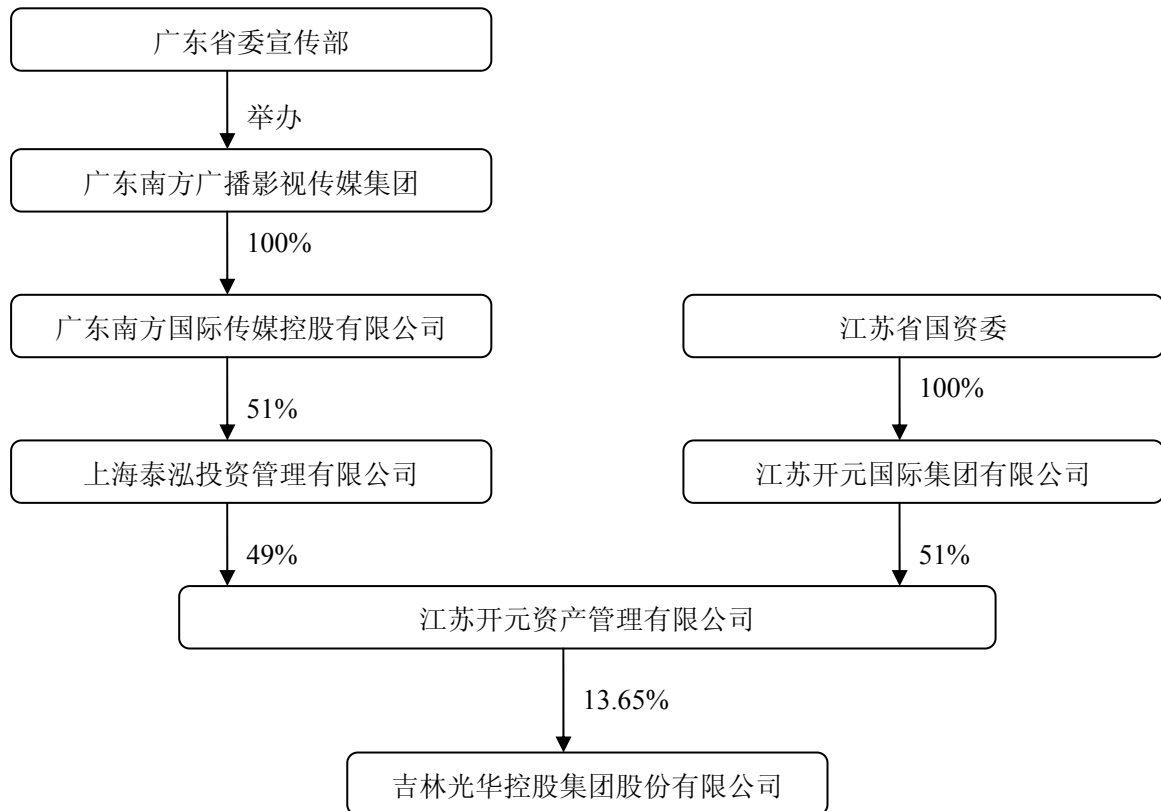 广东省委宣传部
举办
广东南方广播影视传媒集团
100%
广东南方国际传媒控股有限公司
江苏省国资委
51%
100%
上海泰泓投资管理有限公司
江苏开元国际集团有限公司
49%
51%
江苏开元资产管理有限公司
13.65%
吉林光华控股集团股份有限公司